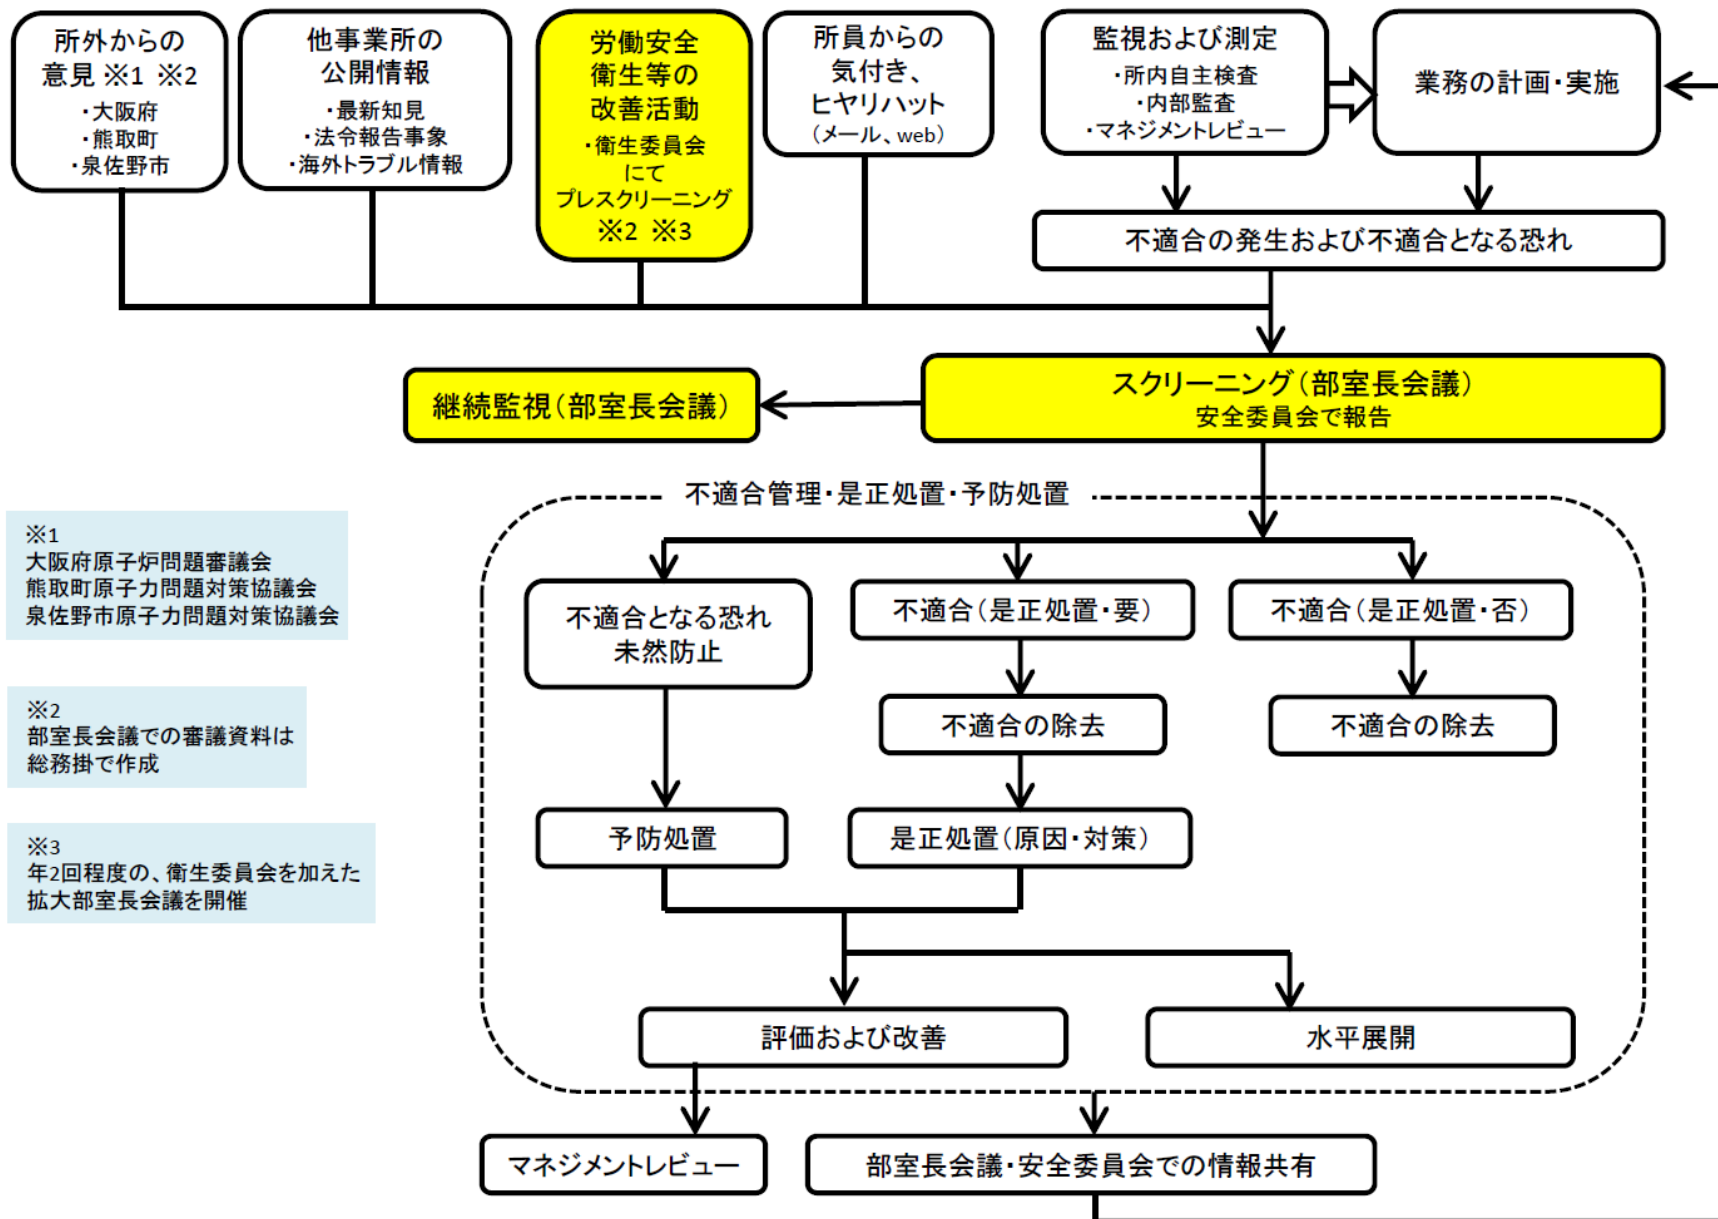 所外からの
意見 ※1 ※2
・大阪府
・熊取町
・泉佐野市
他事業所の
公開情報
・最新知見
・法令報告事象
・海外トラブル情報
労働安全
衛生等の
改善活動
・衛生委員会
にて
プレスクリーニング
※2 ※3
所員からの
気付き、
ヒヤリハット
(メール、web)
監視および測定
・所内自主検査
・内部監査
・マネジメントレビュー
業務の計画・実施
不適合の発生および不適合となる恐れ
スクリーニング(部室長会議)
安全委員会で報告
継続監視(部室長会議)
不適合管理・是正処置・予防処置
※1
大阪府原子炉問題審議会
熊取町原子力問題対策協議会
泉佐野市原子力問題対策協議会
※2
部室長会議での審議資料は
総務掛で作成
※3
年2回程度の、衛生委員会を加えた
拡大部室長会議を開催
不適合となる恐れ
未然防止
不適合(是正処置・要)
不適合(是正処置・否)
不適合の除去
不適合の除去
予防処置
是正処置(原因・対策)
評価および改善
水平展開
マネジメントレビュー
部室長会議・安全委員会での情報共有